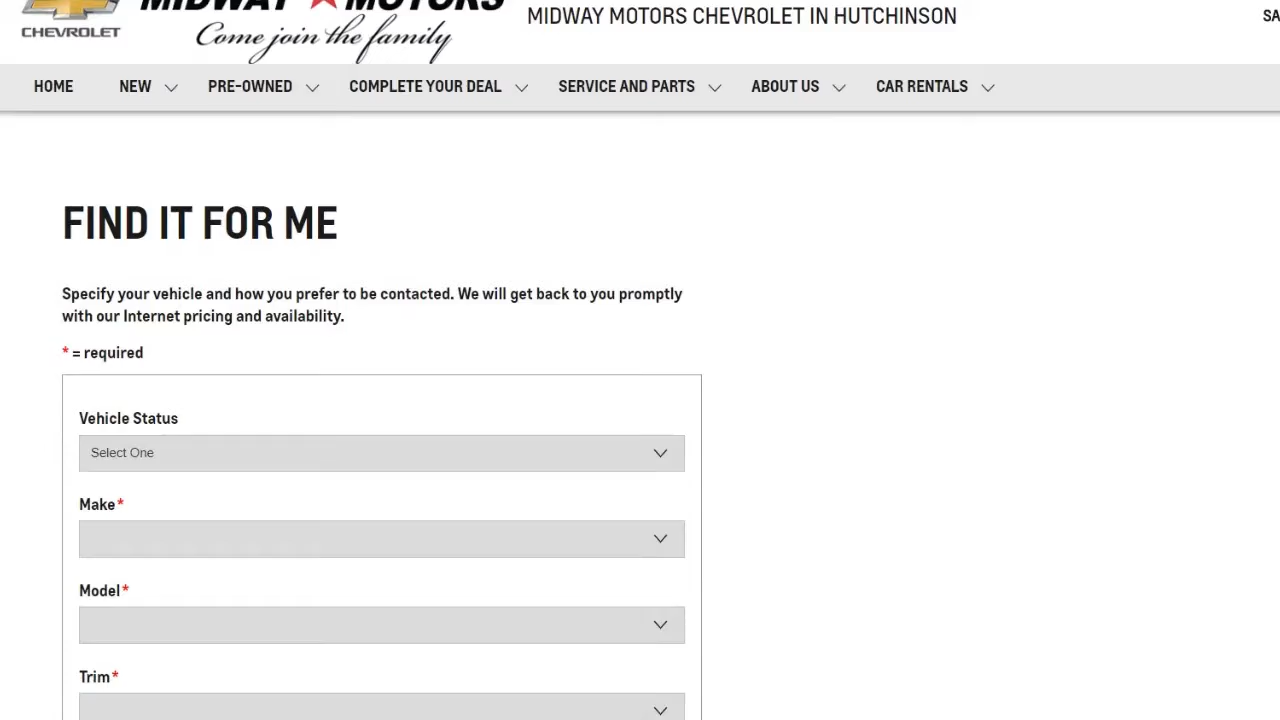 MIDWAY MOTORS
CHEVROLET
Come join the family
MIDWAY MOTORS CHEVROLET IN HUTCHINSON
SA
HOME NEW PRE-OWNED COMPLETE YOUR DEAL SERVICE AND PARTS ABOUT US CAR RENTALS
FIND IT FOR ME
Specify your vehicle and how you prefer to be contacted. We will get back to you promptly
with our Internet pricing and availability.
* = required
Vehicle Status
Select One
Make*
Model*
Trim*